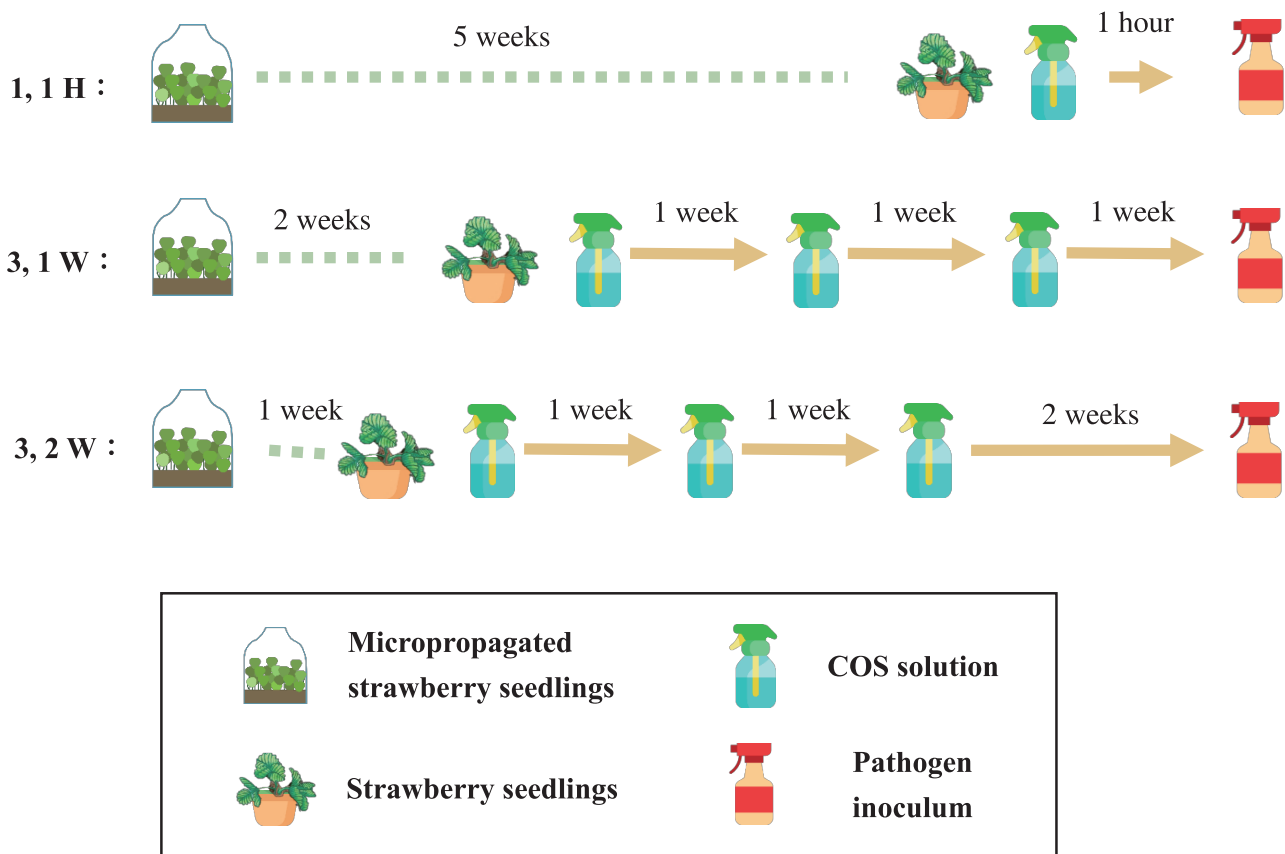 5 weeks
1 hour
1, 1 H：
2 weeks
1 week
1 week
1 week
3, 1 W：
1 week
1 week
1 week
2 weeks
3, 2 W：
Micropropagated
strawberry seedlings
COS solution
Strawberry seedlings
Pathogen
inoculum